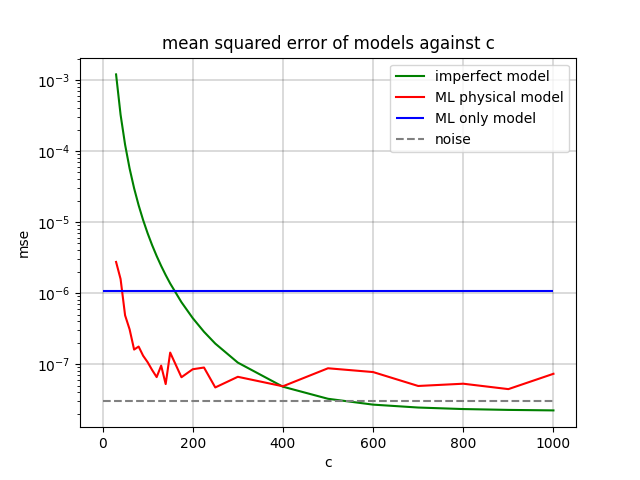 mean squared error of models against c
imperfect model
ML physical model
ML only model
noise
mse
10⁻³
10⁻⁴
10⁻⁵
10⁻⁶
10⁻⁷
0 200 400 600 800 1000
c